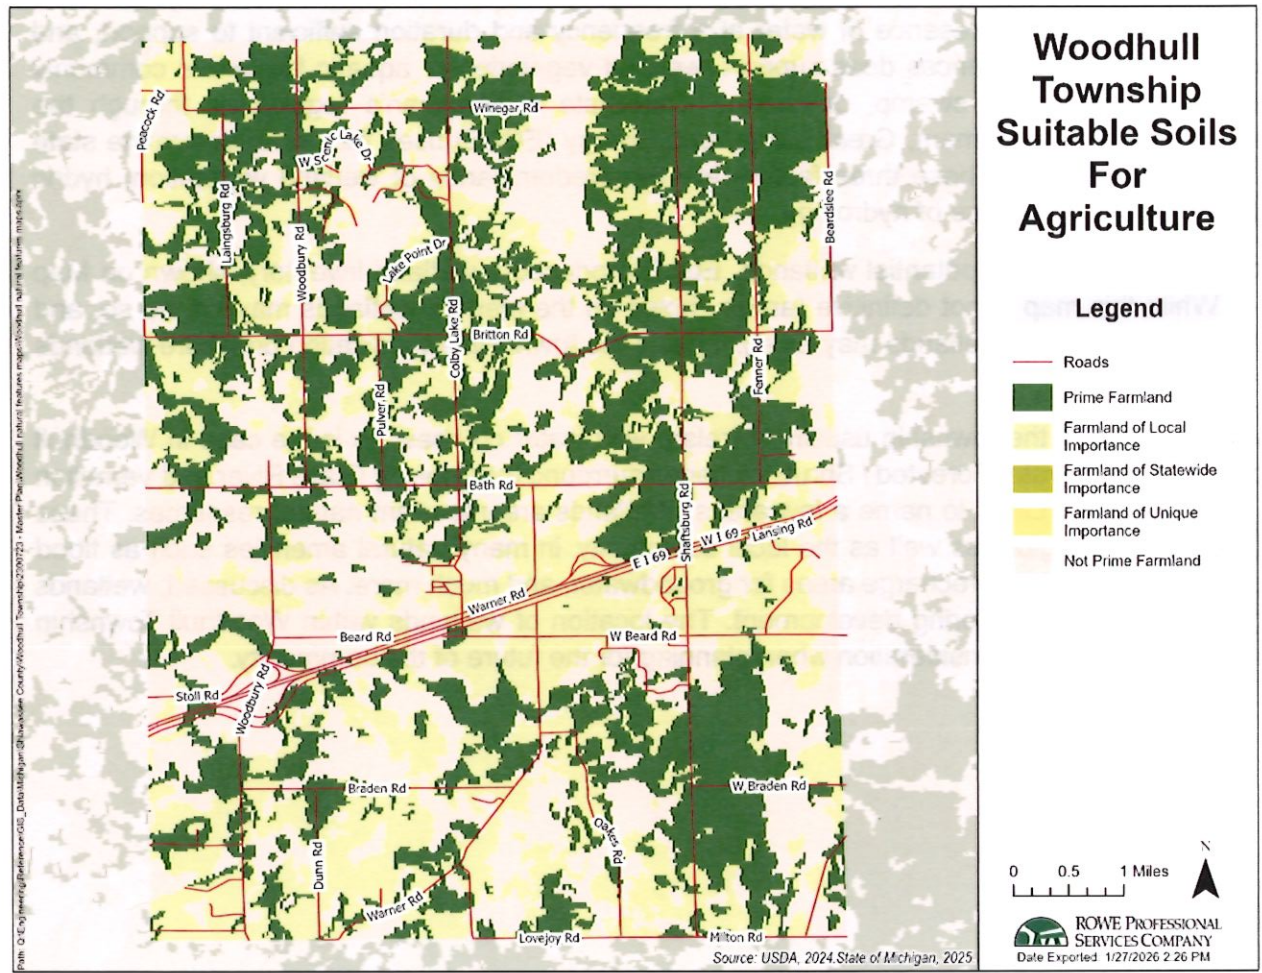 Woodhull
Township
Suitable Soils
For
Agriculture
Legend
Roads
Prime Farmland
Farmland of Local
Importance
Farmland of Statewide
Importance
Farmland of Unique
Importance
Not Prime Farmland
N
0 0.5 1 Miles
ROWE PROFESSIONAL
SERVICES COMPANY
Date Exported: 1/27/2026 2:26 PM
Source: USDA, 2024.State of Michigan, 2025
Peacock Rd
Winegar Rd
W Scenic Lake Dr
Laingsburg Rd
Woodbury Rd
Beardslee Rd
Lake Point Dr
Colby Lake Rd
Britton Rd
Fenner Rd
Pulver Rd
Bath Rd
Shaftsburg Rd
E I 69
W I 69
Lansing Rd
Warner Rd
Beard Rd
W Beard Rd
Stoll Rd
Woodbury Rd
Braden Rd
W Braden Rd
Dunn Rd
Oakes Rd
Warner Rd
Lovejoy Rd
Milton Rd